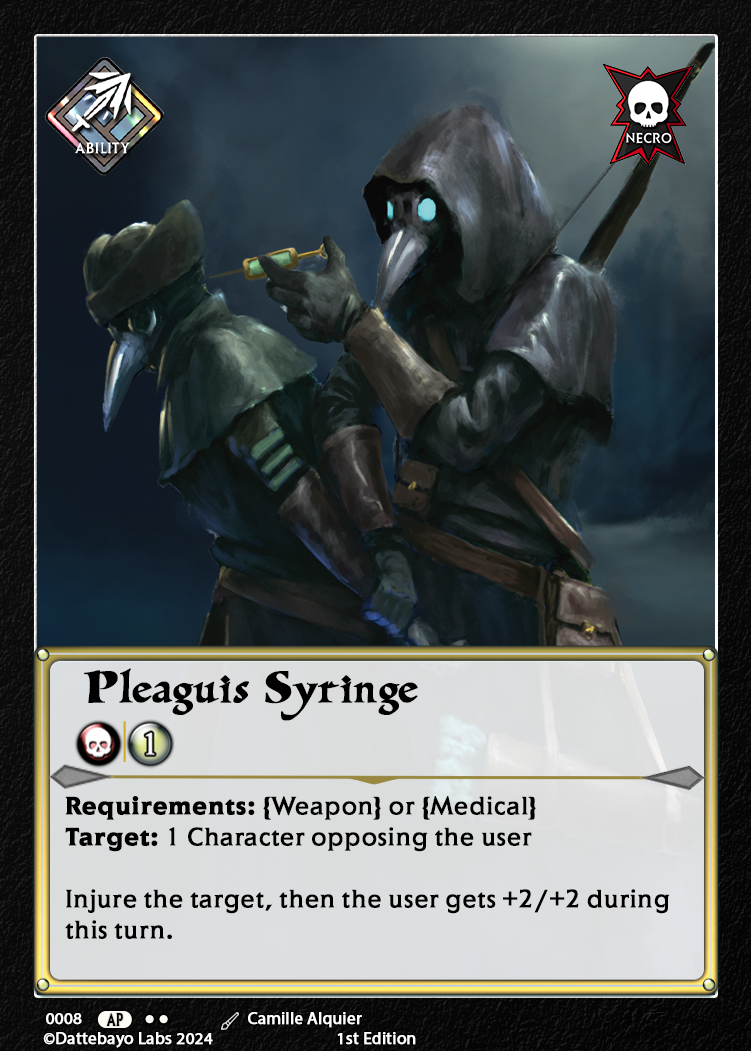 ABILITY
NECRO
Pleaguis Syringe
1
Requirements: {Weapon} or {Medical}
Target: 1 Character opposing the user
Injure the target, then the user gets +2/+2 during
this turn.
0008 AP •• Camille Alquier
©Dattebayo Labs 2024 1st Edition